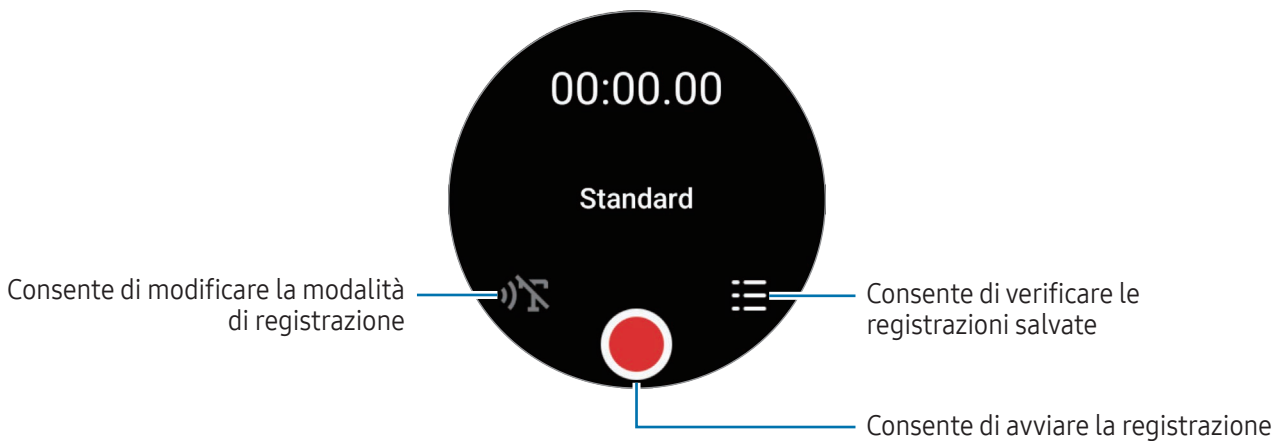 00:00.00
Standard
Consente di modificare la modalità
di registrazione
Consente di verificare le
registrazioni salvate
Consente di avviare la registrazione